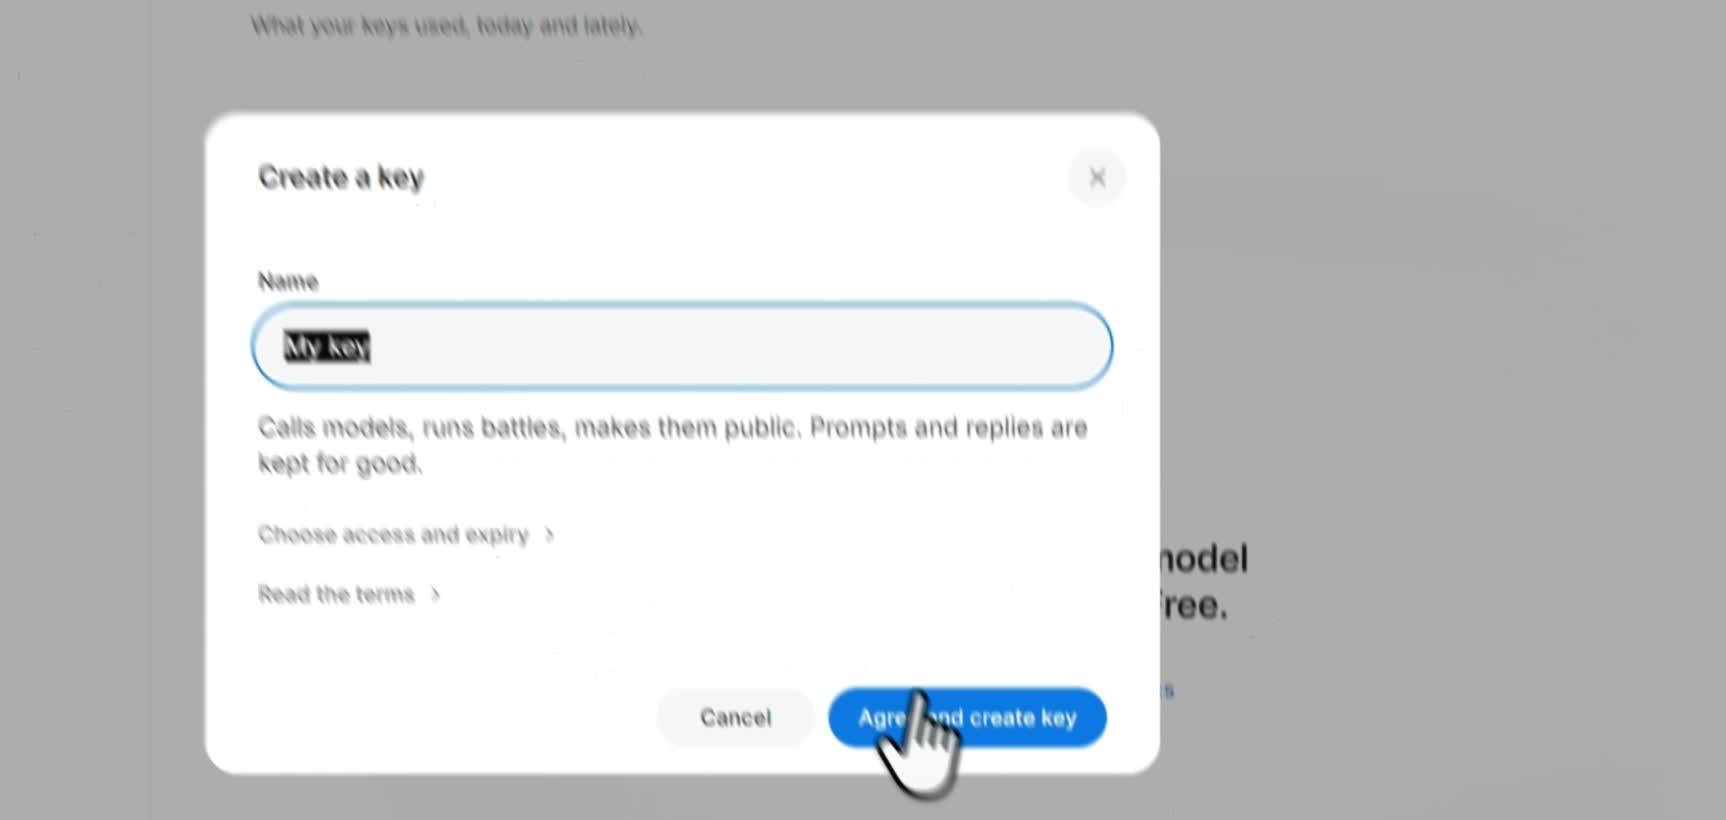 What your keys used, today and lately.
Create a key
Name
My key
Calls models, runs battles, makes them public. Prompts and replies are
kept for good.
Choose access and expiry >
Read the terms >
nodel
ree.
s
Cancel
Agre nd create key